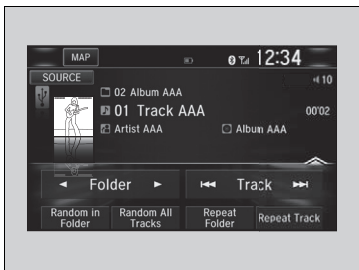 MAP
12:34
SOURCE
10
02 Album AAA
01 Track AAA
00'02
Artist AAA
Album AAA
Folder
Track
Random in Folder
Random All Tracks
Repeat Folder
Repeat Track